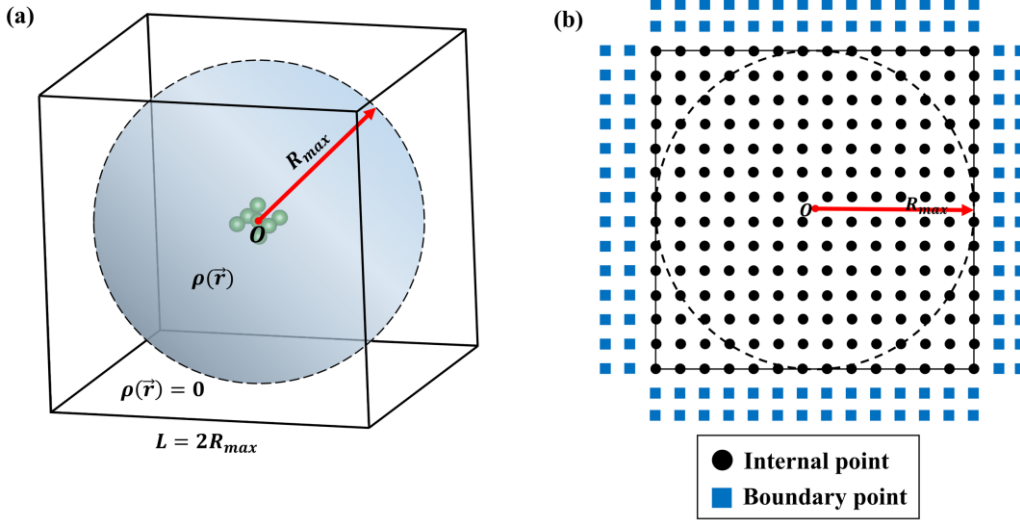 (a)
R_max
O
ρ(r⃗)
ρ(r⃗) = 0
L = 2R_max
(b)
O
R_max
Internal point
Boundary point